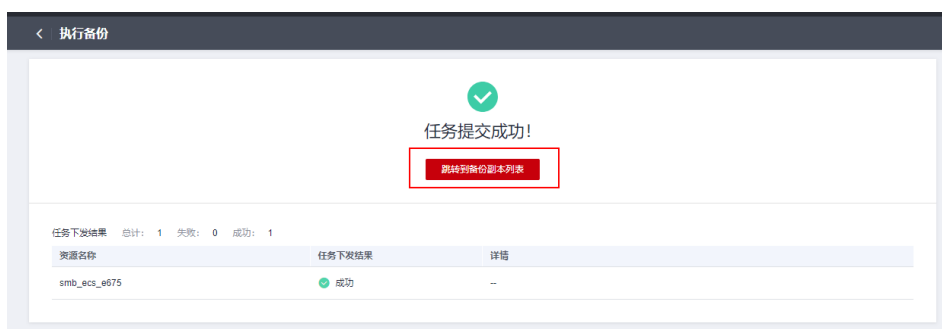 执行备份
任务提交成功！
跳转到备份副本列表
任务下发结果 总计： 1 失败： 0 成功： 1
资源名称 任务下发结果 详情
smb_ecs_e675 成功 --